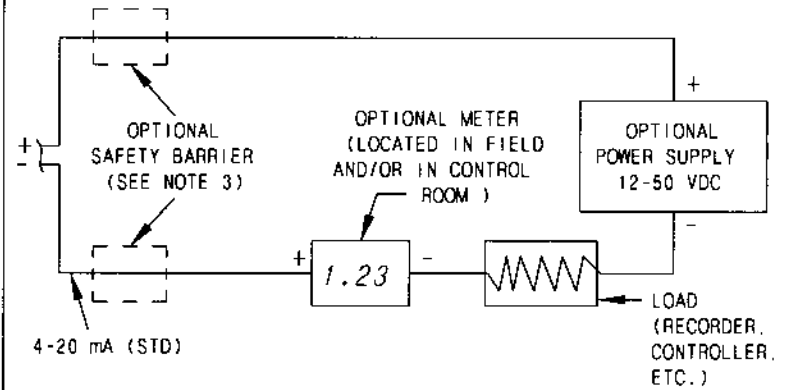 OPTIONAL
SAFETY BARRIER
(SEE NOTE 3)
OPTIONAL METER
(LOCATED IN FIELD
AND/OR IN CONTROL
ROOM )
+
OPTIONAL
POWER SUPPLY
12-50 VDC
-
+
-
+
1.23
-
4-20 mA (STD)
LOAD
(RECORDER,
CONTROLLER,
ETC.)